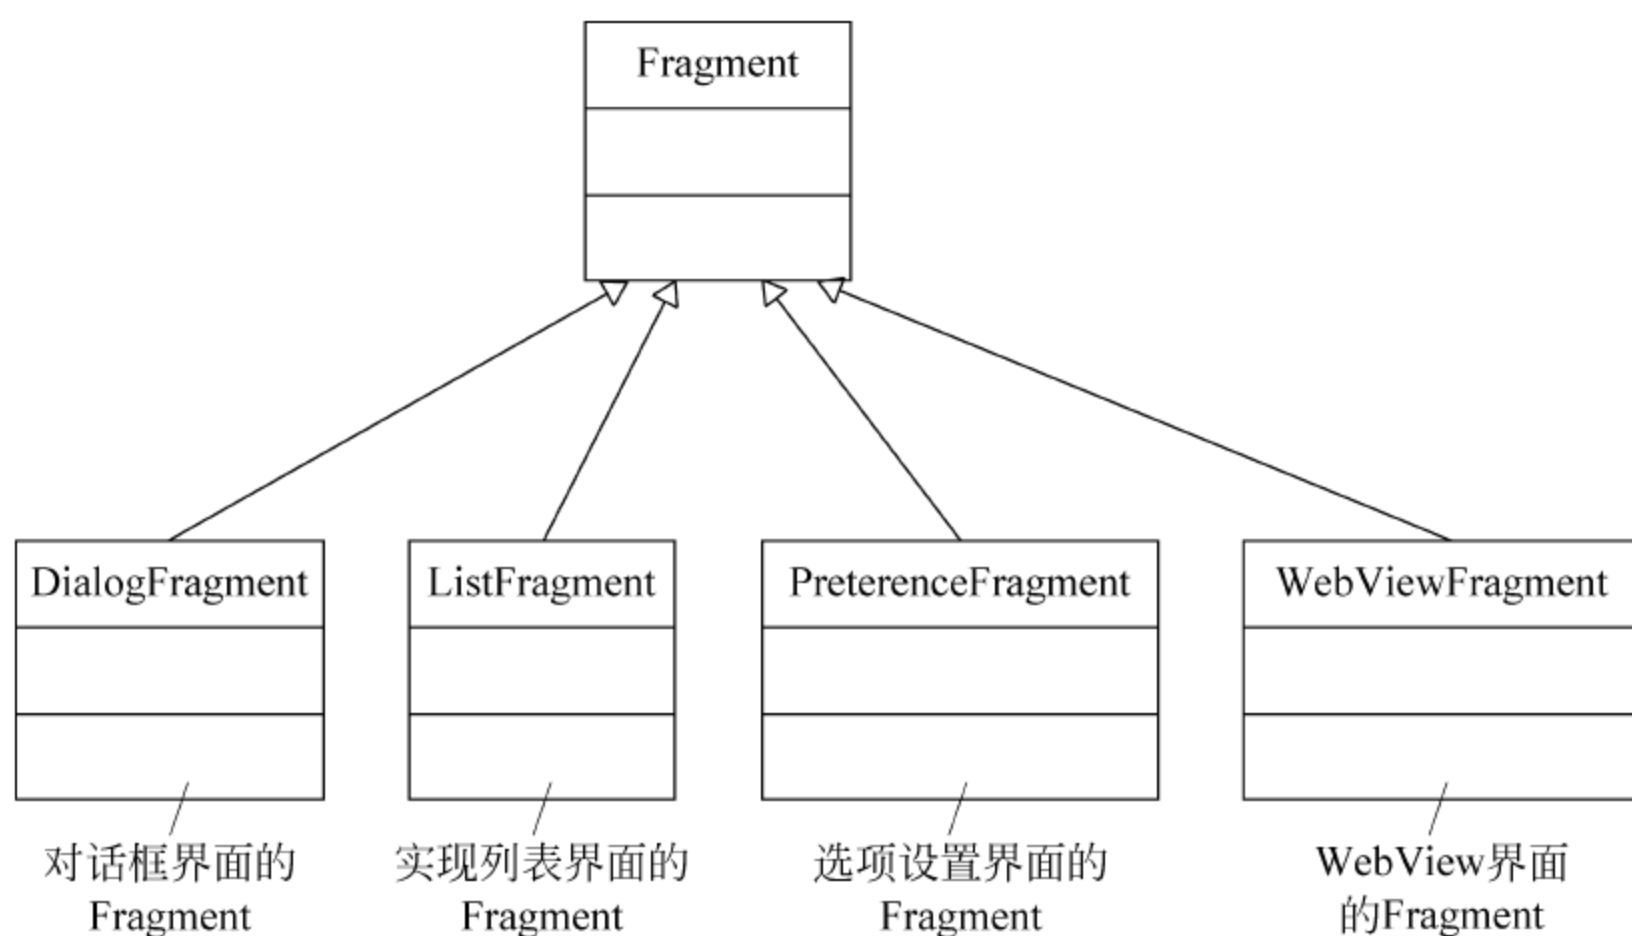 Fragment
DialogFragment
ListFragment
PreterenceFragment
WebViewFragment
对话框界面的
Fragment
实现列表界面的
Fragment
选项设置界面的
Fragment
WebView界面
的Fragment